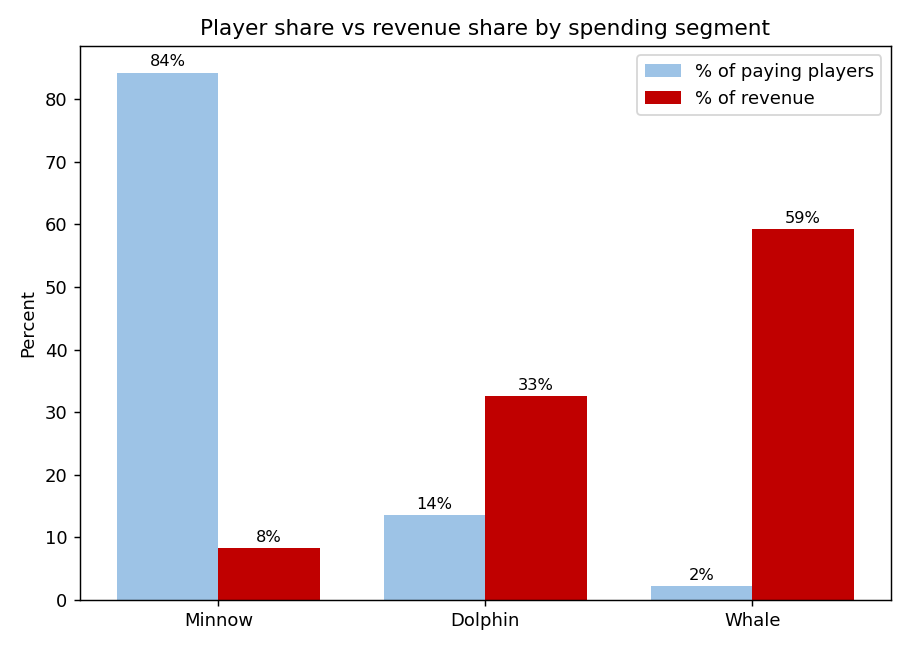 Player share vs revenue share by spending segment
84%
% of paying players
% of revenue
80
70
60
59%
50
Percent
40
33%
30
20
14%
10
8%
2%
0
Minnow
Dolphin
Whale